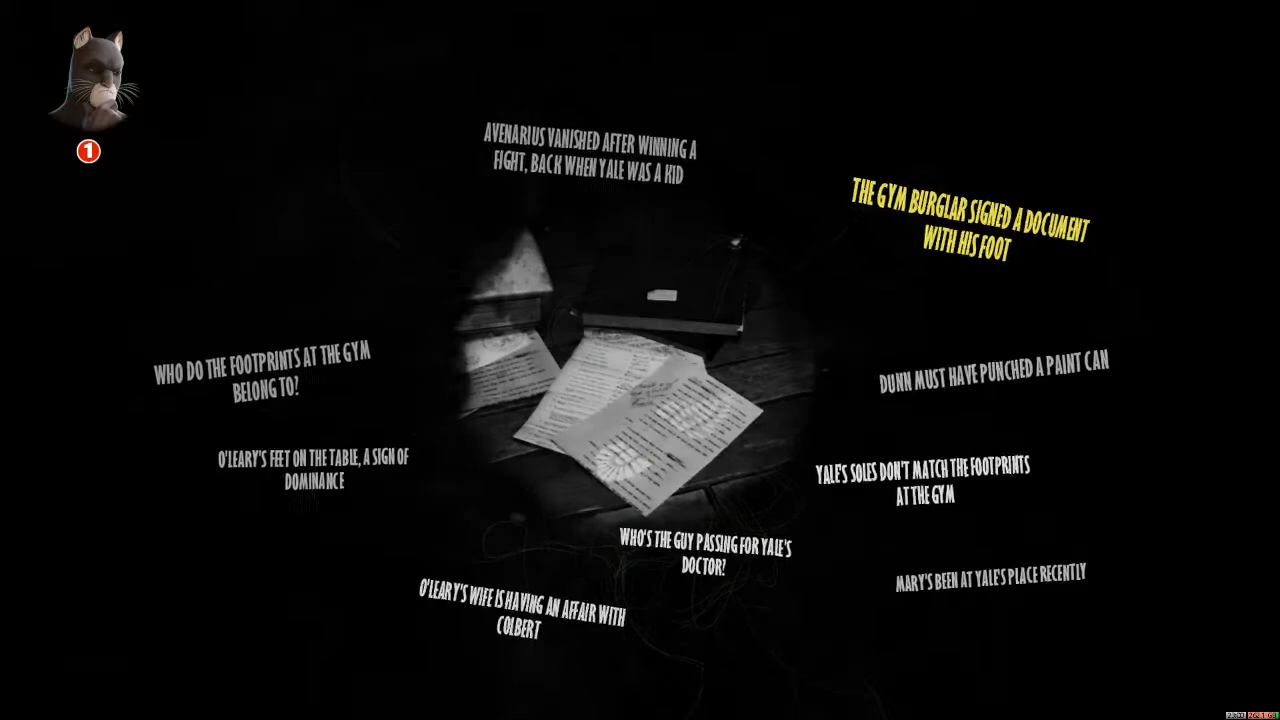 1
AVENARIUS VANISHED AFTER WINNING A
FIGHT, BACK WHEN YALE WAS A KID
THE GYM BURGLAR SIGNED A DOCUMENT
WITH HIS FOOT
WHO DO THE FOOTPRINTS AT THE GYM
BELONG TO?
DUNN MUST HAVE PUNCHED A PAINT CAN
O'LEARY'S FEET ON THE TABLE, A SIGN OF
DOMINANCE
YALE'S SOLES DON'T MATCH THE FOOTPRINTS
AT THE GYM
WHO'S THE GUY PASSING FOR YALE'S
DOCTOR?
MARY'S BEEN AT YALE'S PLACE RECENTLY
O'LEARY'S WIFE IS HAVING AN AFFAIR WITH
COLBERT